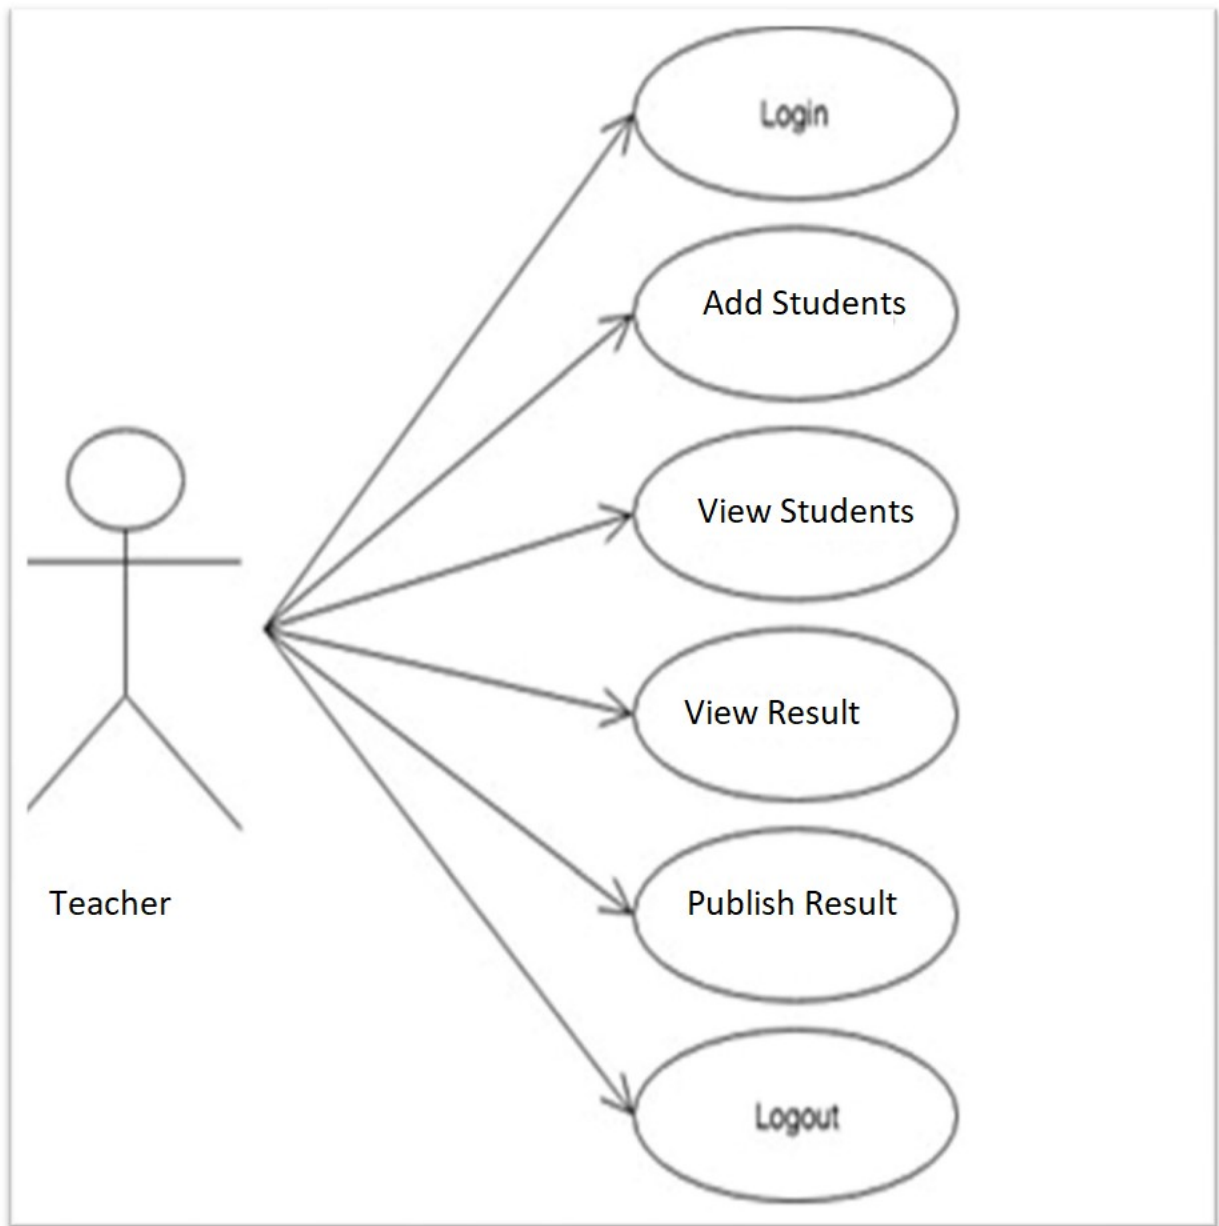 Login
Add Students
View Students
View Result
Publish Result
Teacher
Logout